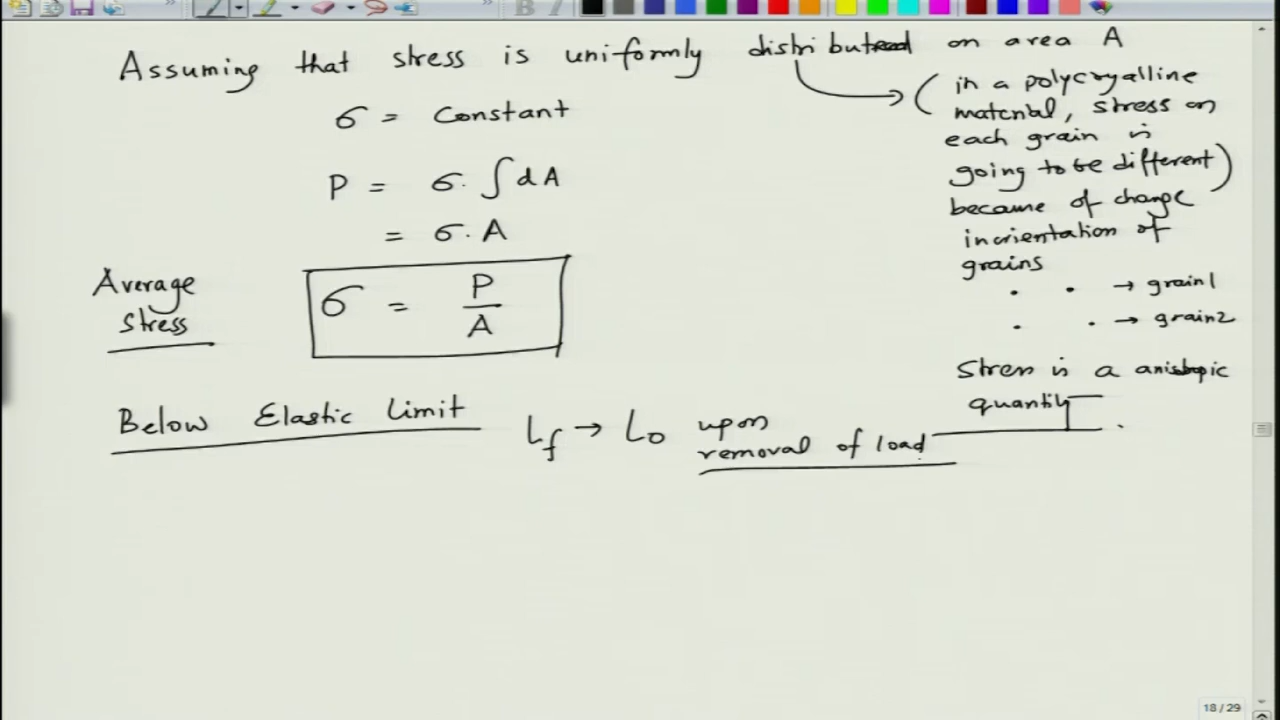 Assuming that stress is uniformly distributed on area A
(in a polycryalline
material, stress on
each grain is
going to be different)
because of change
in orientation of
grains
. . → grain1
. . → grain2
Stress is a anisotropic
quantity
σ = Constant
P = σ. ∫dA
= σ. A
Average
Stress
σ = P/A
Below Elastic Limit
Lf → Lo upon
removal of load
18 / 29